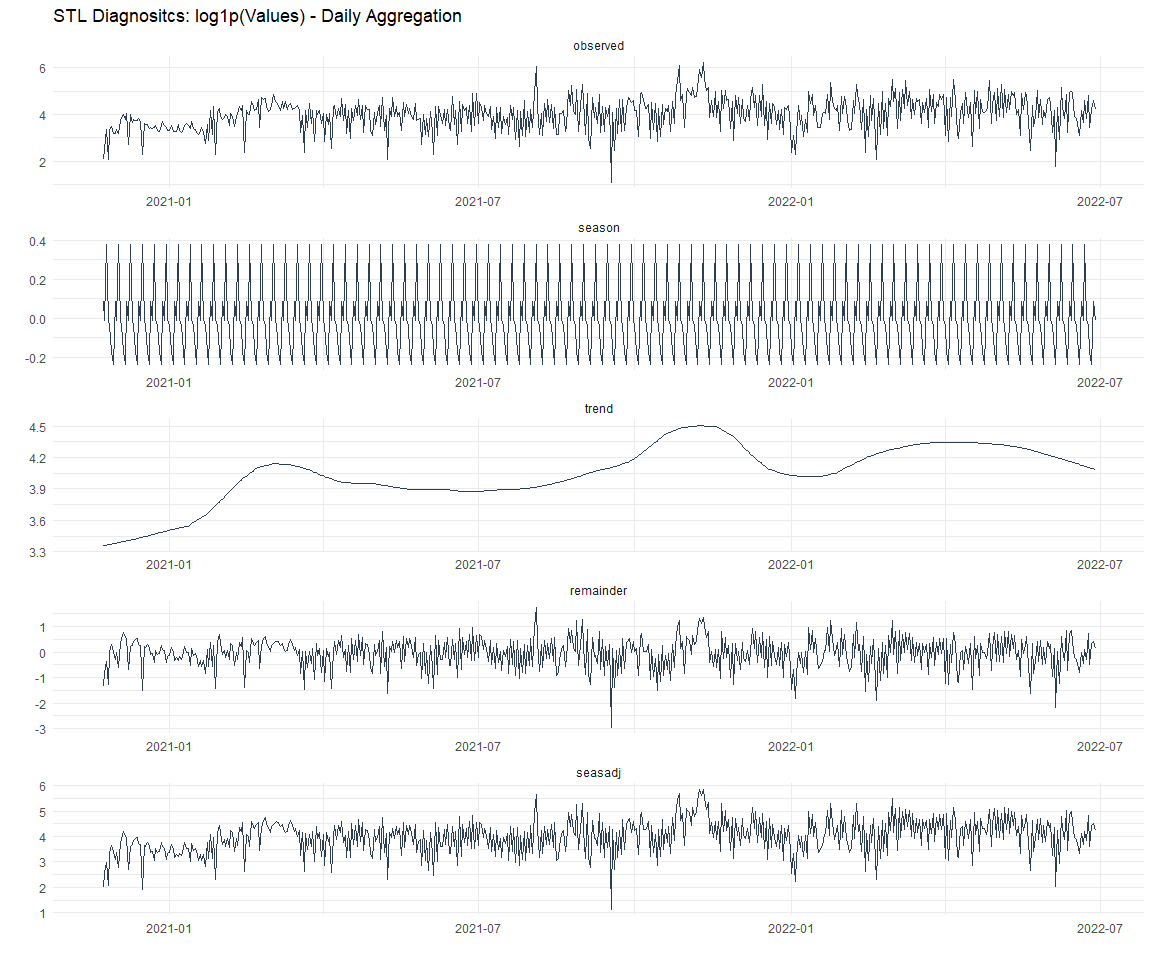 STL Diagnositcs: log1p(Values) - Daily Aggregation
observed
6
4
2
2021-01 2021-07 2022-01 2022-07
season
0.4
0.2
0.0
-0.2
2021-01 2021-07 2022-01 2022-07
trend
4.5
4.2
3.9
3.6
3.3
2021-01 2021-07 2022-01 2022-07
remainder
1
0
-1
-2
-3
2021-01 2021-07 2022-01 2022-07
seasadj
6
5
4
3
2
1
2021-01 2021-07 2022-01 2022-07